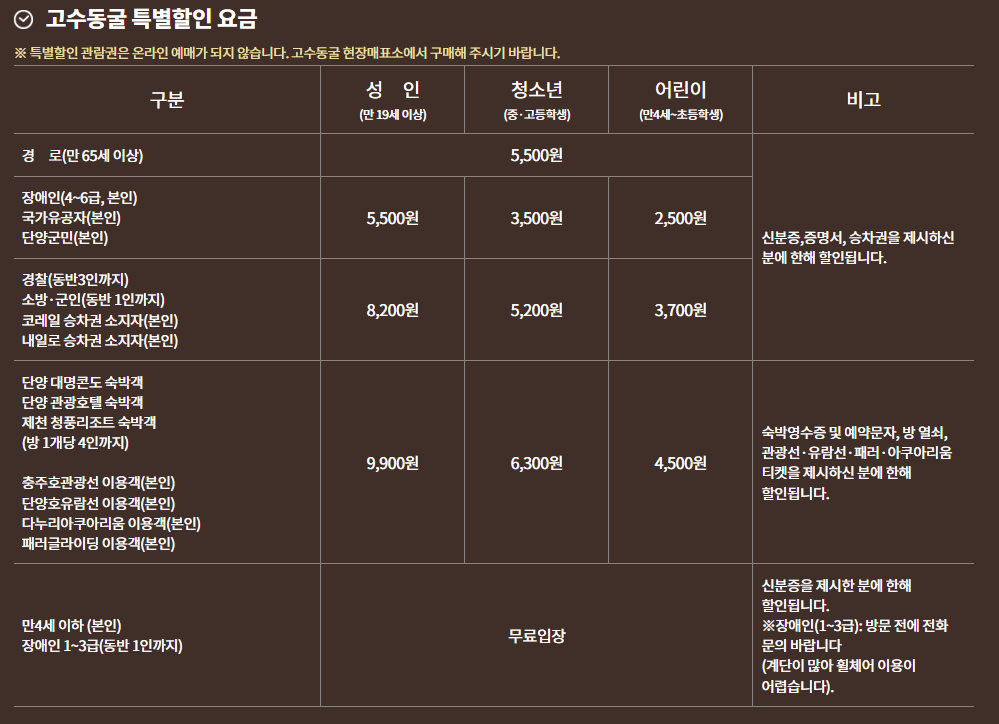 고수동굴 특별할인 요금
※ 특별할인 관람권은 온라인 예매가 되지 않습니다. 고수동굴 현장매표소에서 구매해 주시기 바랍니다.
구분
성 인
(만 19세 이상)
청소년
(중·고등학생)
어린이
(만4세~초등학생)
비고
경 로(만 65세 이상)
5,500원
장애인(4~6급, 본인)
국가유공자(본인)
단양군민(본인)
5,500원
3,500원
2,500원
신분증,증명서, 승차권을 제시하신
분에 한해 할인됩니다.
경찰(동반3인까지)
소방·군인(동반 1인까지)
코레일 승차권 소지자(본인)
내일로 승차권 소지자(본인)
8,200원
5,200원
3,700원
단양 대명콘도 숙박객
단양 관광호텔 숙박객
제천 청풍리조트 숙박객
(방 1개당 4인까지)
충주호관광선 이용객(본인)
단양호유람선 이용객(본인)
다누리아쿠아리움 이용객(본인)
패러글라이딩 이용객(본인)
9,900원
6,300원
4,500원
숙박영수증 및 예약문자, 방 열쇠,
관광선·유람선·패러·아쿠아리움
티켓을 제시하신 분에 한해
할인됩니다.
만4세 이하 (본인)
장애인 1~3급(동반 1인까지)
무료입장
신분증을 제시한 분에 한해
할인됩니다.
※장애인(1~3급): 방문 전에 전화
문의 바랍니다
(계단이 많아 휠체어 이용이
어렵습니다).